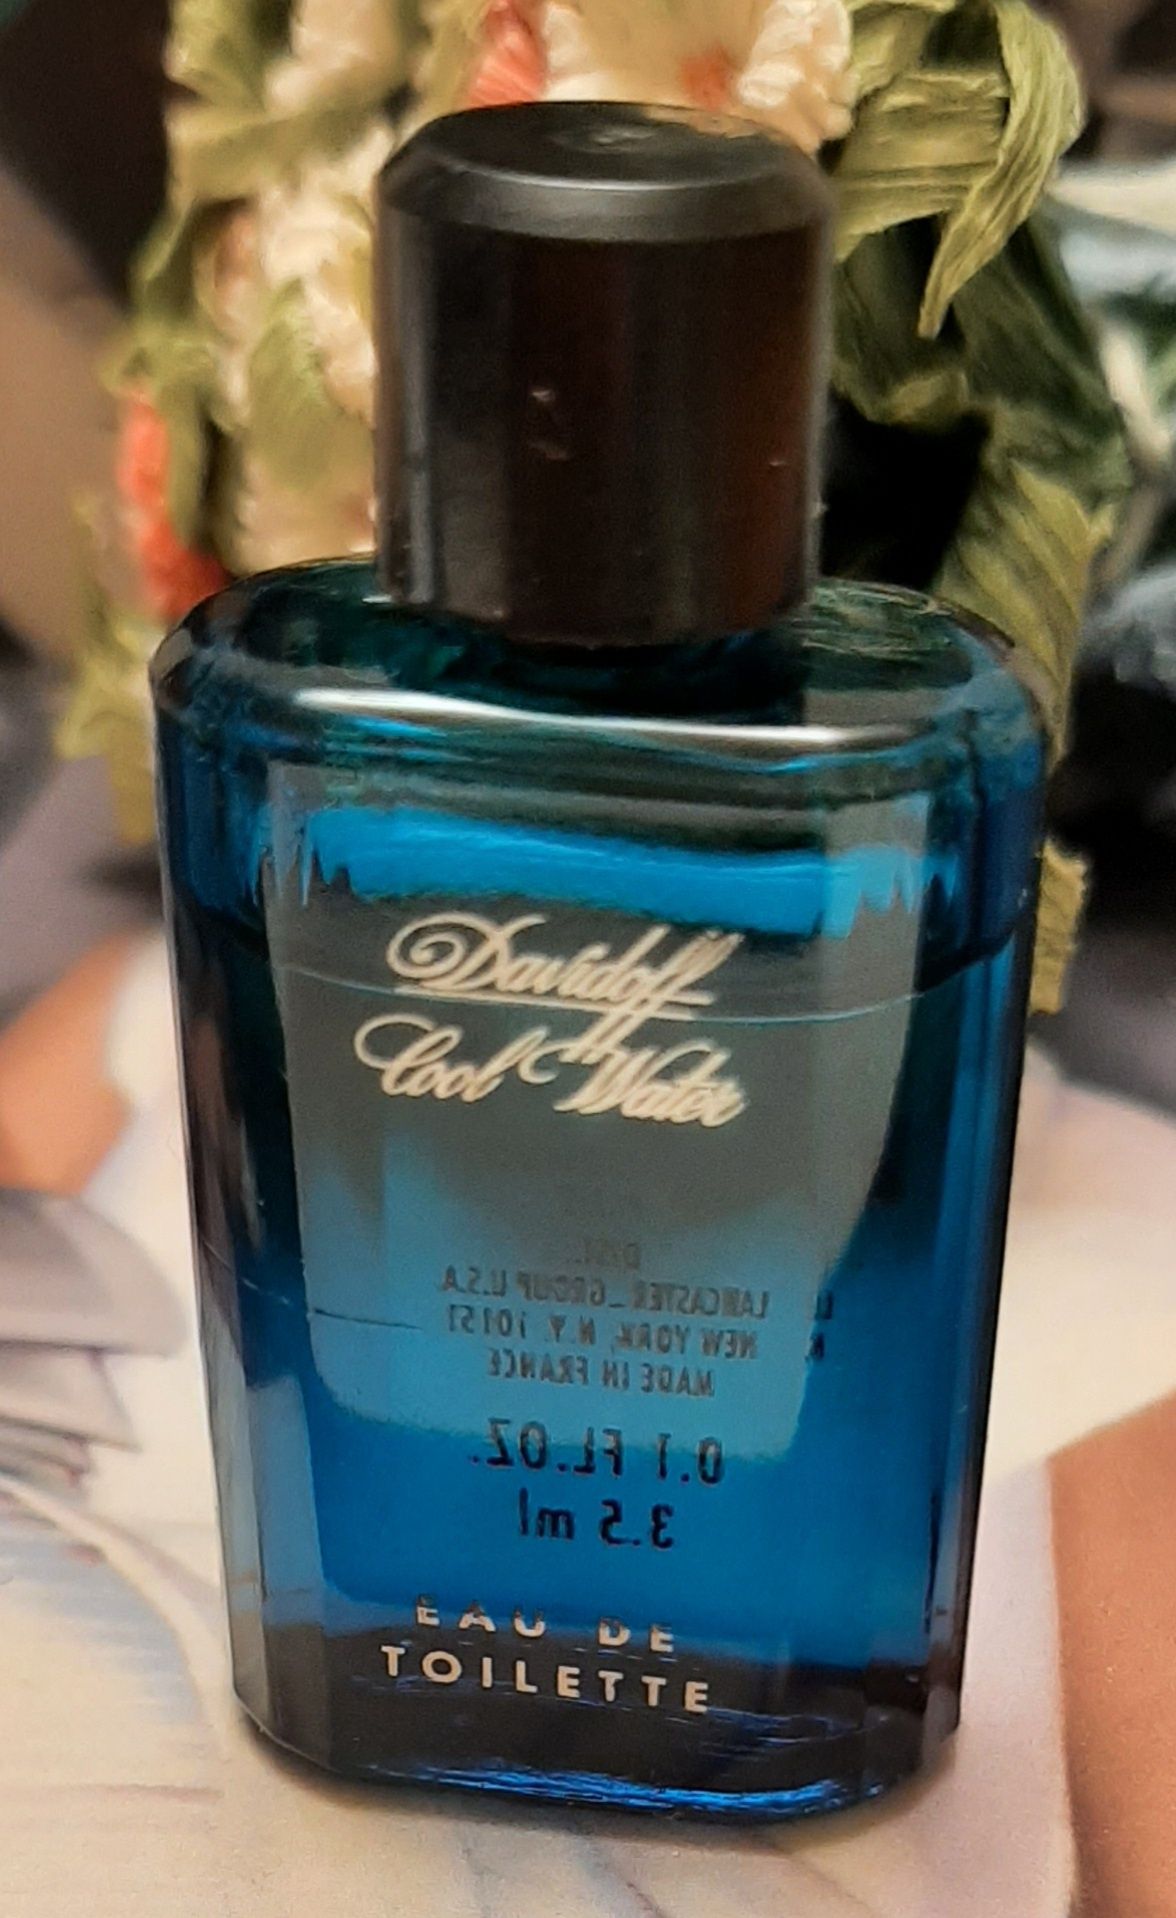 Davidoff
Cool Water
DIST.
LANCASTER GROUP U.S.A.
NEW YORK, N.Y. 10151
MADE IN FRANCE
0.1 FL.OZ.
3.5 ml
EAU DE
TOILETTE